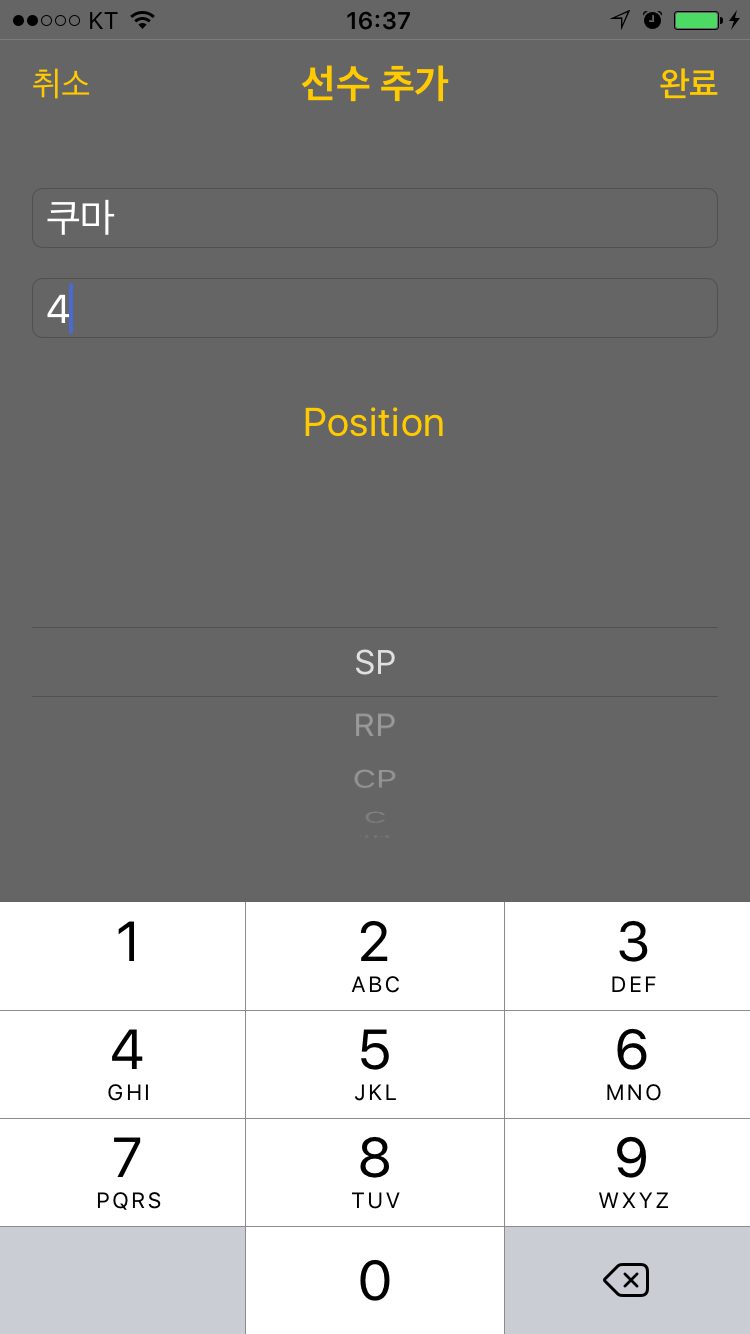 KT 16:37
취소 선수 추가 완료
쿠마
4
Position
SP
RP
CP
C
1 2 3
ABC DEF
4 5 6
GHI JKL MNO
7 8 9
PQRS TUV WXYZ
0